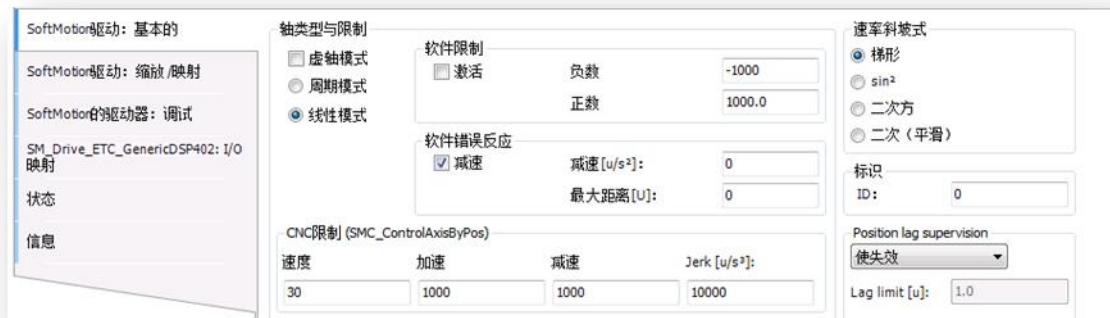 SoftMotion驱动: 基本的
SoftMotion驱动: 缩放/映射
SoftMotion的驱动器: 调试
SM_Drive_ETC_GenericDSP402: I/O
映射
状态
信息
轴类型与限制
虚轴模式
周期模式
线性模式
软件限制
激活
负数
-1000
正数
1000.0
软件错误反应
减速
减速[u/s²]:
0
最大距离[U]:
0
CNC限制 (SMC_ControlAxisByPos)
速度
加速
减速
Jerk [u/s³]:
30
1000
1000
10000
速率斜坡式
梯形
sin²
二次方
二次 (平滑)
标识
ID:
0
Position lag supervision
使失效
Lag limit [u]:
1.0